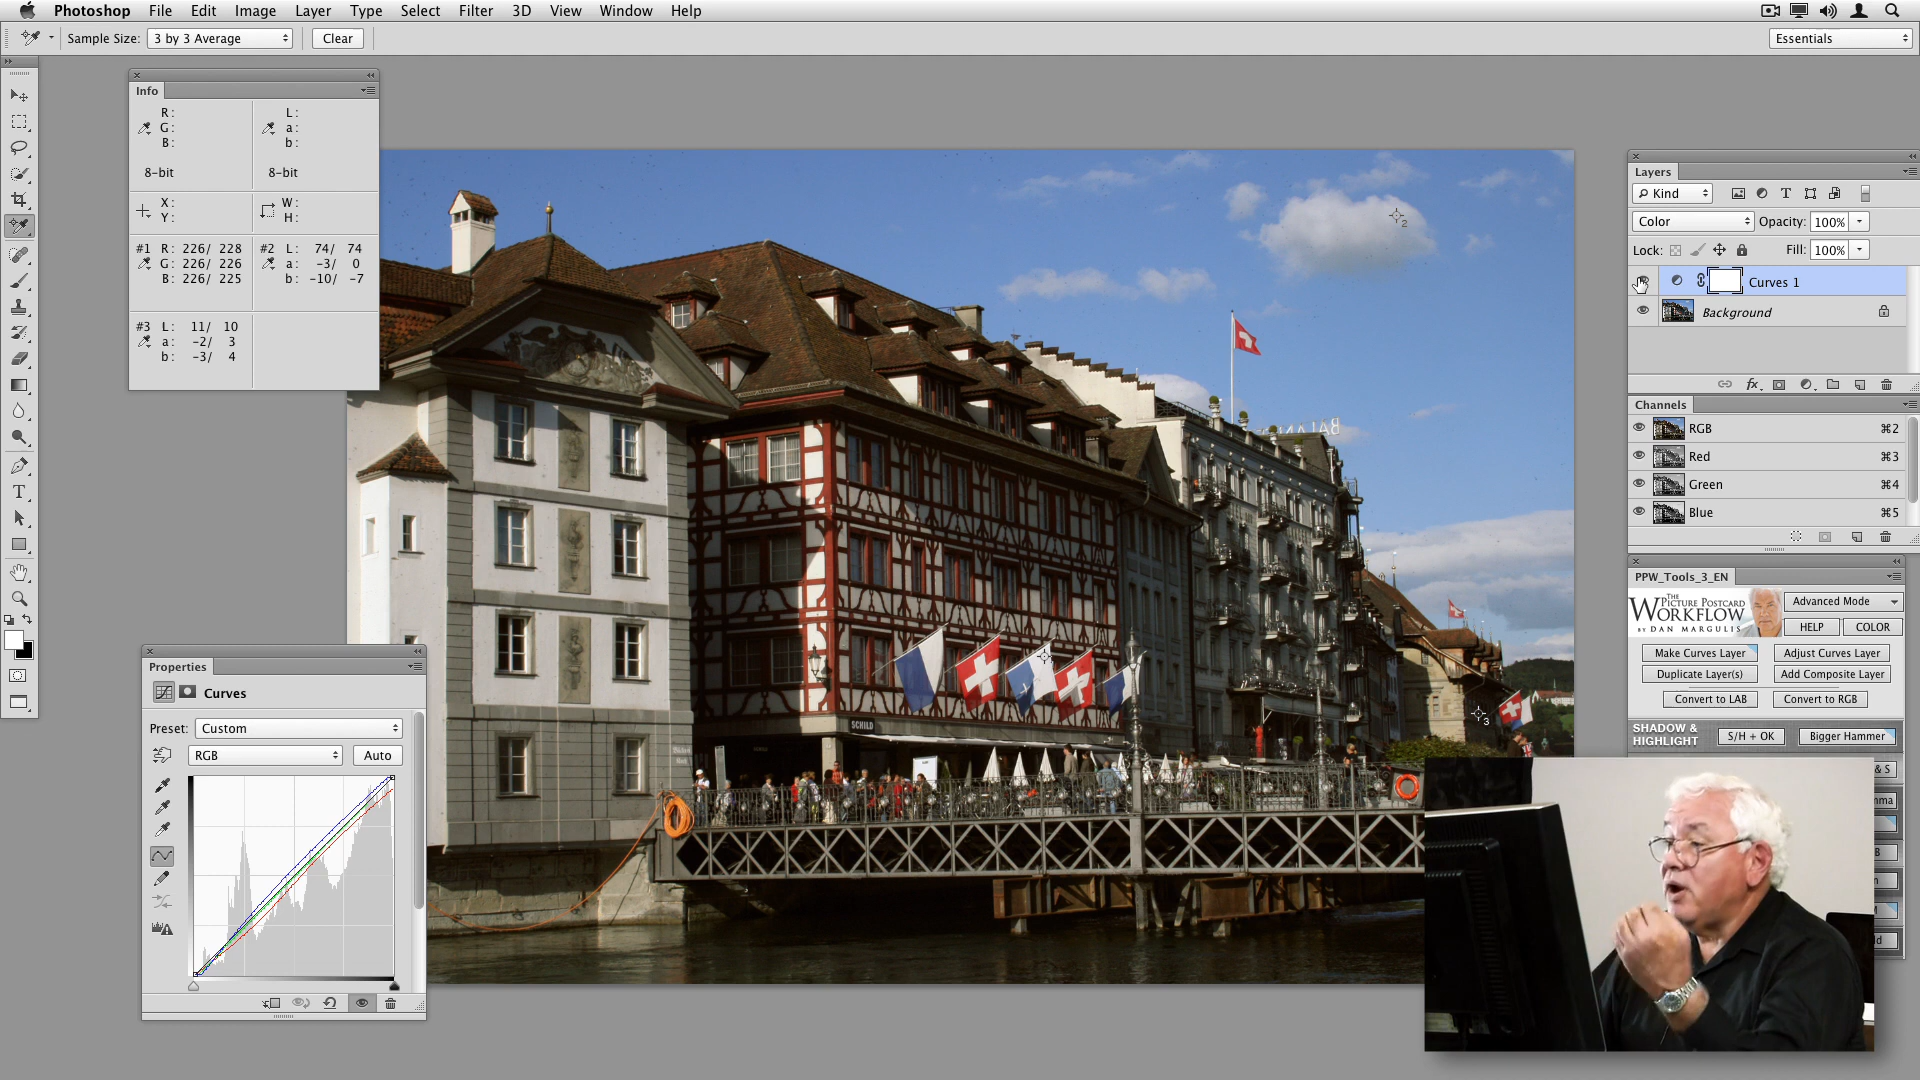 Photoshop File Edit Image Layer Type Select Filter 3D View Window Help
Sample Size: 3 by 3 Average Clear
Essentials
Info
R: L:
G: a:
B: b:
8-bit 8-bit
X: W:
Y: H:
#1 R: 226/ 228 #2 L: 74/ 74
G: 226/ 226 a: -3/ 0
B: 226/ 225 b: -10/ -7
#3 L: 11/ 10
a: -2/ 3
b: -3/ 4
2
3
SCHILD
Properties
Curves
Preset: Custom
RGB Auto
Layers
Kind
Color Opacity: 100%
Lock: Fill: 100%
Curves 1
Background
Channels
RGB ⌘2
Red ⌘3
Green ⌘4
Blue ⌘5
PPW_Tools_3_EN
THE PICTURE POSTCARD
WORKFLOW
BY DAN MARGULIS
Advanced Mode
HELP COLOR
Make Curves Layer Adjust Curves Layer
Duplicate Layer(s) Add Composite Layer
Convert to LAB Convert to RGB
SHADOW &
HIGHLIGHT
S/H + OK Bigger Hammer
& S